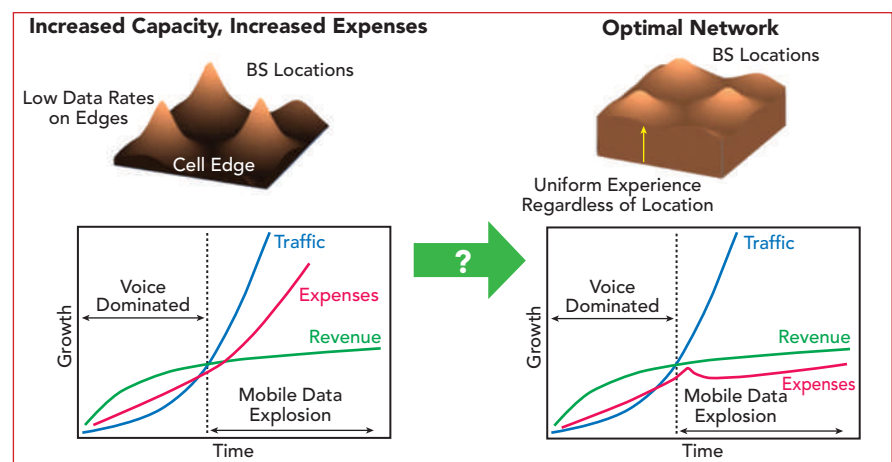 Increased Capacity, Increased Expenses
BS Locations
Low Data Rates
on Edges
Cell Edge
Traffic
Voice
Dominated
Expenses
Revenue
Growth
Mobile Data
Explosion
Time
?
Optimal Network
BS Locations
Uniform Experience
Regardless of Location
Traffic
Voice
Dominated
Revenue
Growth
Expenses
Mobile Data
Explosion
Time